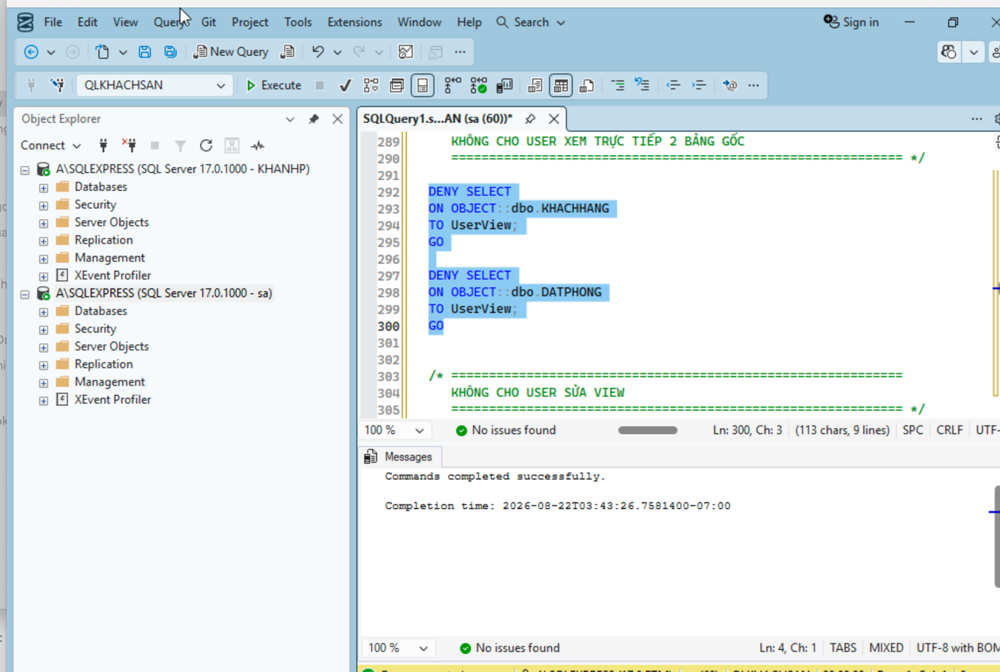 File Edit View Query Git Project Tools Extensions Window Help Search Sign in
New Query
QLKHACHSAN Execute
Object Explorer
Connect
A\SQLEXPRESS (SQL Server 17.0.1000 - KHANHP)
Databases
Security
Server Objects
Replication
Management
XEvent Profiler
A\SQLEXPRESS (SQL Server 17.0.1000 - sa)
Databases
Security
Server Objects
Replication
Management
XEvent Profiler
SQLQuery1.s...AN (sa (60))*
289 KHÔNG CHO USER XEM TRỰC TIẾP 2 BẢNG GỐC
290 ============================================================ */
291
292 DENY SELECT
293 ON OBJECT::dbo.KHACHHANG
294 TO UserView;
295 GO
296
297 DENY SELECT
298 ON OBJECT::dbo.DATPHONG
299 TO UserView;
300 GO
301
302
303 /* ============================================================
304 KHÔNG CHO USER SỬA VIEW
305 ============================================================ */
100 % No issues found Ln: 300, Ch: 3 (113 chars, 9 lines) SPC CRLF UTF-
Messages
Commands completed successfully.
Completion time: 2026-08-22T03:43:26.7581400-07:00
100 % No issues found Ln: 4, Ch: 1 TABS MIXED UTF-8 with BOM